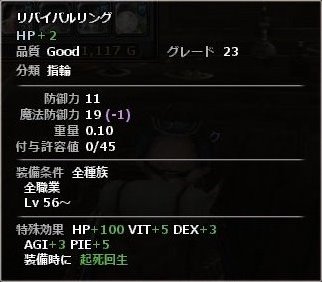 リバイバルリング
HP+2
品質 Good グレード 23
1,117 G
分類 指輪
防御力 11
魔法防御力 19 (-1)
重量 0.10
付与許容値 0/45
装備条件 全種族
全職業
Lv 56～
特殊効果 HP+100 VIT+5 DEX+3
AGI+3 PIE+5
装備時に 起死回生